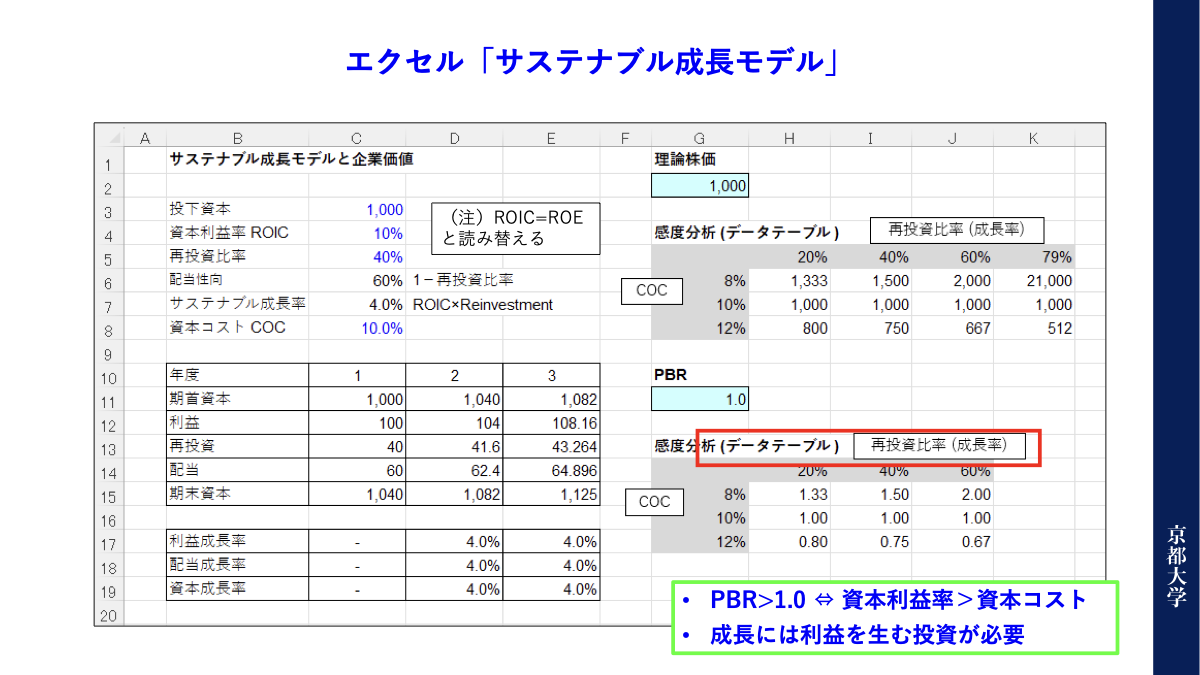 エクセル「サステナブル成長モデル」
A B C D E F G H I J K
1 サステナブル成長モデルと企業価値 理論株価
2 1,000
3 投下資本 1,000 （注）ROIC=ROE
4 資本利益率 ROIC 10% と読み替える 感度分析 (データテーブル) 再投資比率 (成長率)
5 再投資比率 40% 20% 40% 60% 79%
6 配当性向 60% 1－再投資比率 COC 8% 1,333 1,500 2,000 21,000
7 サステナブル成長率 4.0% ROIC×Reinvestment 10% 1,000 1,000 1,000 1,000
8 資本コスト COC 10.0% 12% 800 750 667 512
9
10 年度 1 2 3 PBR
11 期首資本 1,000 1,040 1,082 1.0
12 利益 100 104 108.16
13 再投資 40 41.6 43.264 感度分析 (データテーブル) 再投資比率 (成長率)
14 配当 60 62.4 64.896 20% 40% 60%
15 期末資本 1,040 1,082 1,125 COC 8% 1.33 1.50 2.00
16 10% 1.00 1.00 1.00
17 利益成長率 - 4.0% 4.0% 12% 0.80 0.75 0.67
18 配当成長率 - 4.0% 4.0%
19 資本成長率 - 4.0% 4.0%
20
• PBR>1.0 ⇔ 資本利益率＞資本コスト
• 成長には利益を生む投資が必要
京都大学